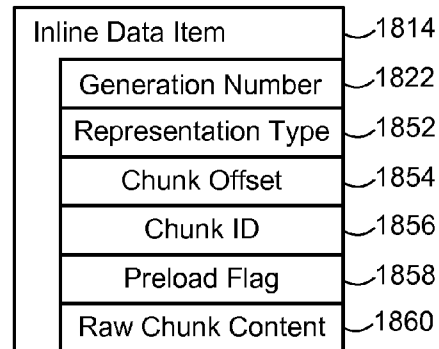 Inline Data Item 1814
Generation Number 1822
Representation Type 1852
Chunk Offset 1854
Chunk ID 1856
Preload Flag 1858
Raw Chunk Content 1860